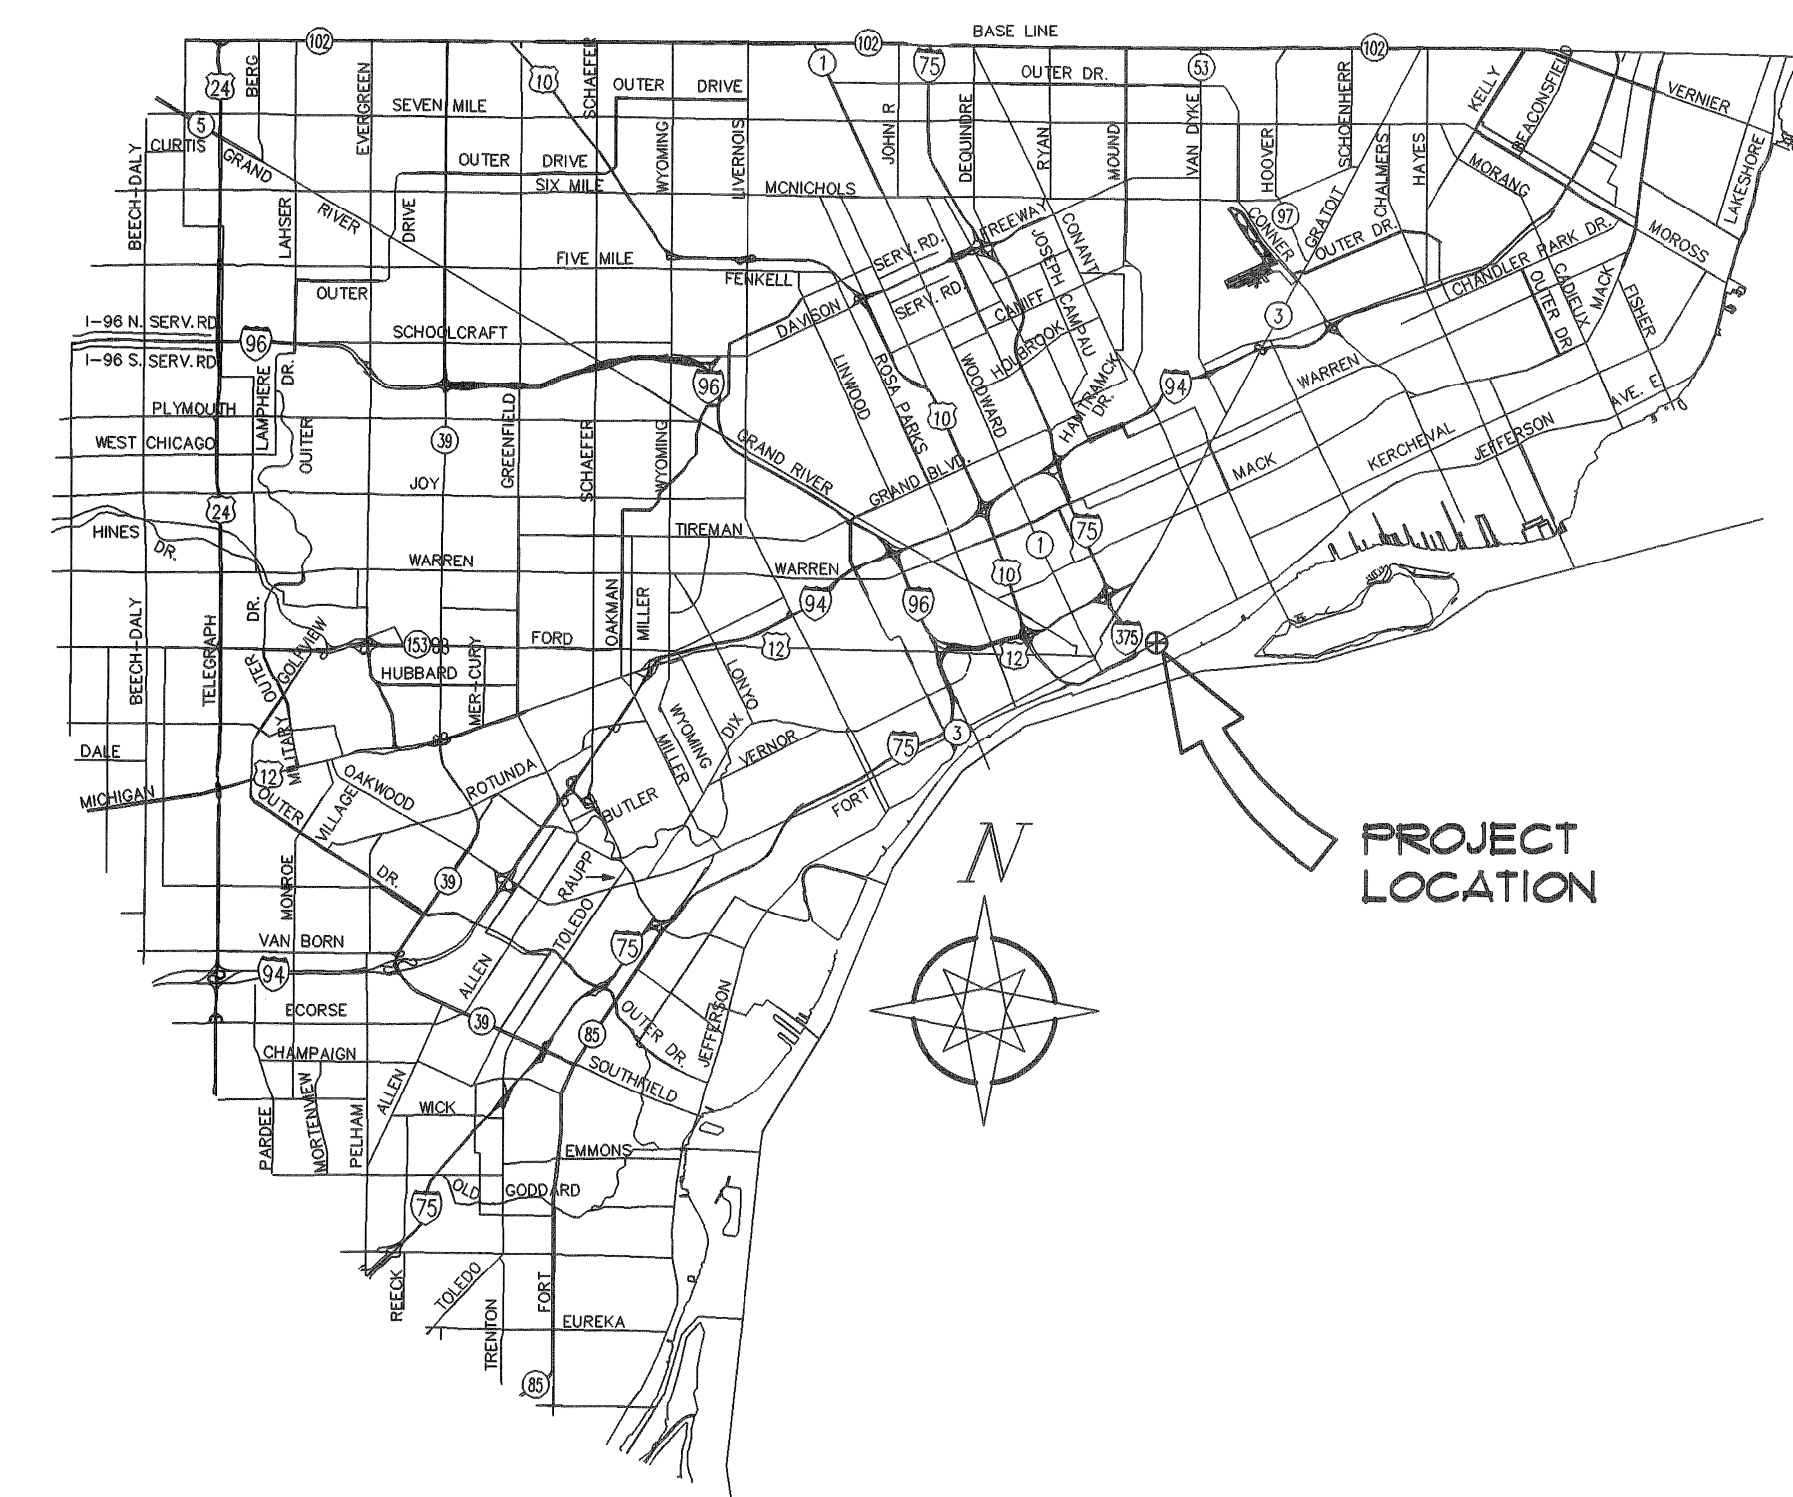 BASE LINE
102
102
102
24
BERG
EVERGREEN
10
SCHAEFER
OUTER DRIVE
1
75
OUTER DR.
53
SCHOENHERR
KELLY
BEACONSFIELD
VERNIER
5
SEVEN MILE
CURTIS
GRAND
RIVER
BEECH-DALY
OUTER DRIVE
SIX MILE
WYOMING
LIVERNOIS
MCNICHOLS
JOHN R
DEQUINDRE
RYAN
MOUND
VAN DYKE
HOOVER
CHALMERS
HAYES
MORANG
LAKESHORE
LAHSER
DRIVE
FREEWAY
SERV. RD.
CONANT
JOSEPH CAMPAU
CONNER
97
GRATOIT
OUTER DR.
CHANDLER PARK DR.
MOROSS
FIVE MILE
FENKELL
OUTER
SERV. RD.
CANIFF
HOLBROOK
DAVISON
3
OUTER DR
CADIEUX
MACK
FISHER
I-96 N. SERV.RD
I-96 S. SERV.RD
96
SCHOOLCRAFT
96
LINWOOD
ROSA PARKS
WOODWARD
HAMTRAMCK
DR.
94
WARREN
LAMPHERE
DR.
OUITER
PLYMOUTH
WEST CHICAGO
39
GREENFIELD
SCHAEFER
WYOMING
10
GRAND RIVER
GRAND BLVD.
MACK
KERCHEVAL
JEFFERSON
AVE. E.
JOY
24
HINES
DR.
TIREMAN
WARREN
WARREN
75
1
10
94
96
OAKMAN
MILLER
BEECH-DALY
TELEGRAPH
DR.
OUTER
GOLFVIEW
153
FORD
12
12
375
HUBBARD
MER-CURY
LONYO
WYOMING
MILLER
DIX
VERNOR
75
3
DALE
12
MILITARY
MICHIGAN
OUTER
VILLAGE
OAKWOOD
ROTUNDA
BUTLER
FORT
PROJECT
LOCATION
N
MONROE
DR.
39
RAUPP
TOLEDO
VAN BORN
94
75
ALLEN
ECORSE
39
85
OUTER DR.
JEFFERSON
CHAMPAIGN
SOUTHFIELD
PARDEE
MORTENVIEW
PELHAM
ALLEN
WICK
EMMONS
75
OLD GODDARD
REECK
TOLEDO
TRENTON
FORT
EUREKA
85